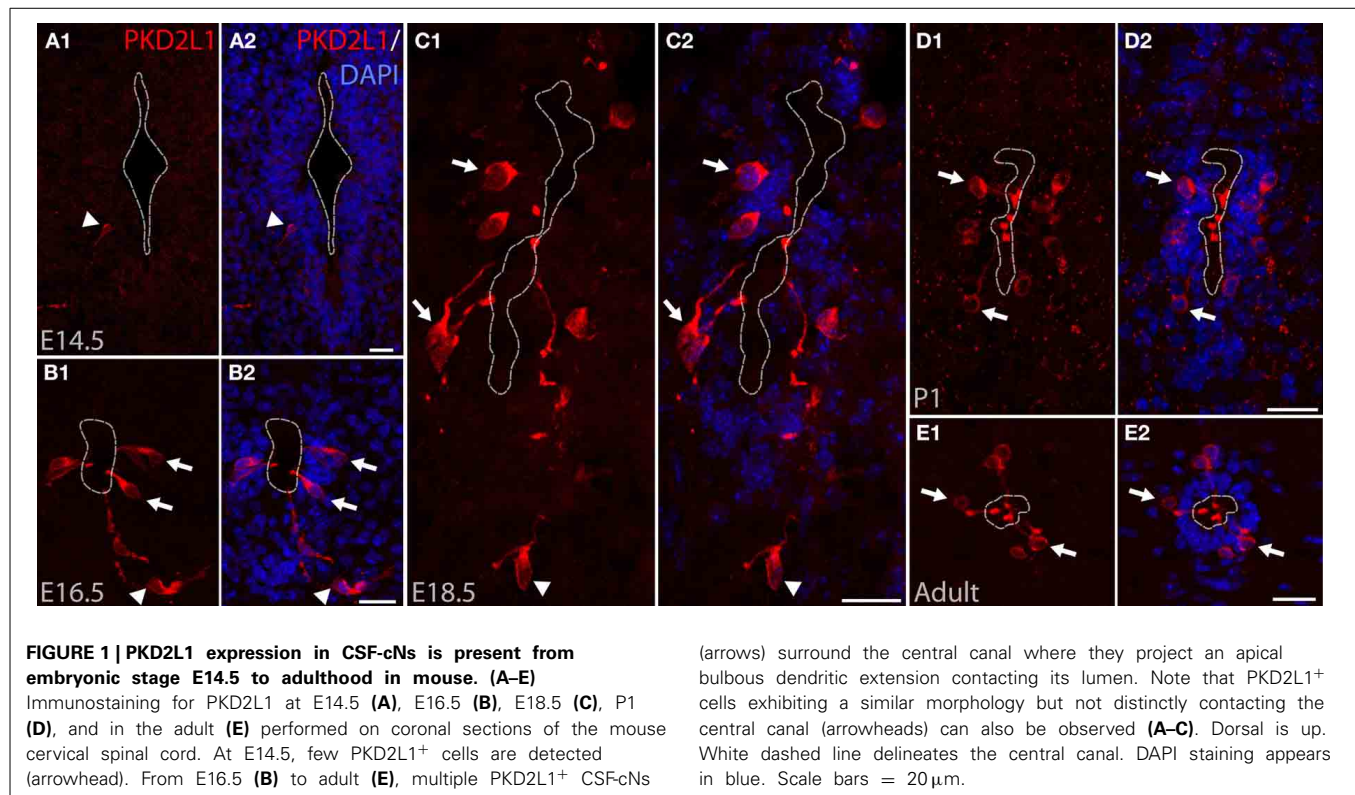 A1 PKD2L1
A2 PKD2L1/
DAPI
C1
C2
D1
D2
E14.5
B1
B2
P1
E1
E2
E16.5
E18.5
Adult
FIGURE 1 | PKD2L1 expression in CSF-cNs is present from
embryonic stage E14.5 to adulthood in mouse. (A–E)
Immunostaining for PKD2L1 at E14.5 (A), E16.5 (B), E18.5 (C), P1
(D), and in the adult (E) performed on coronal sections of the mouse
cervical spinal cord. At E14.5, few PKD2L1+ cells are detected
(arrowhead). From E16.5 (B) to adult (E), multiple PKD2L1+ CSF-cNs
(arrows) surround the central canal where they project an apical
bulbous dendritic extension contacting its lumen. Note that PKD2L1+
cells exhibiting a similar morphology but not distinctly contacting the
central canal (arrowheads) can also be observed (A–C). Dorsal is up.
White dashed line delineates the central canal. DAPI staining appears
in blue. Scale bars = 20 μm.